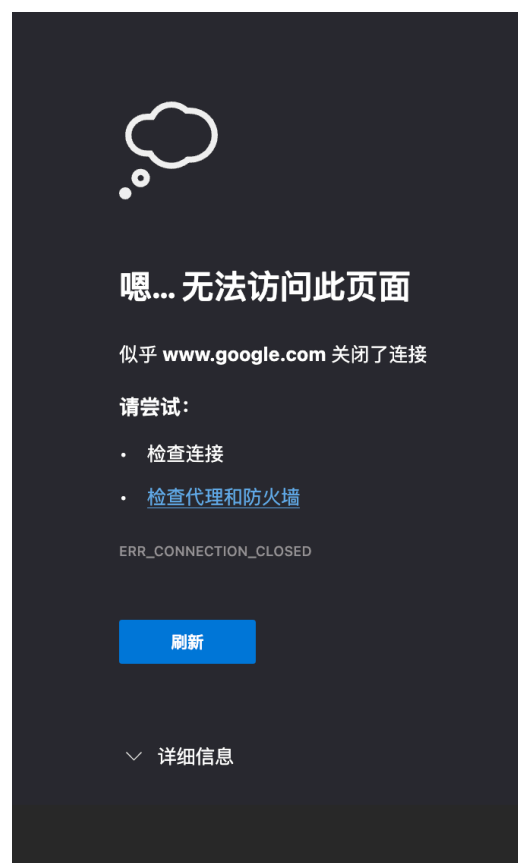 嗯... 无法访问此页面
似乎 www.google.com 关闭了连接
请尝试：
• 检查连接
• 检查代理和防火墙
ERR_CONNECTION_CLOSED
刷新
详细信息